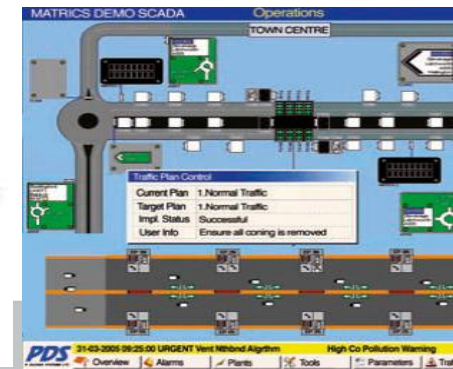 MATRICS DEMO SCADA
Operations
TOWN CENTRE
Traffic Plan Control
Current Plan 1.Normal Traffic
Target Plan 1.Normal Traffic
Impl. Status Successful
User Info Ensure all coning is removed
PDS 31-03-2005 09:25:00 URGENT Vent Nthbnd Algrthm High Co Pollution Warning
Overview Alarms Plants Tools Parameters